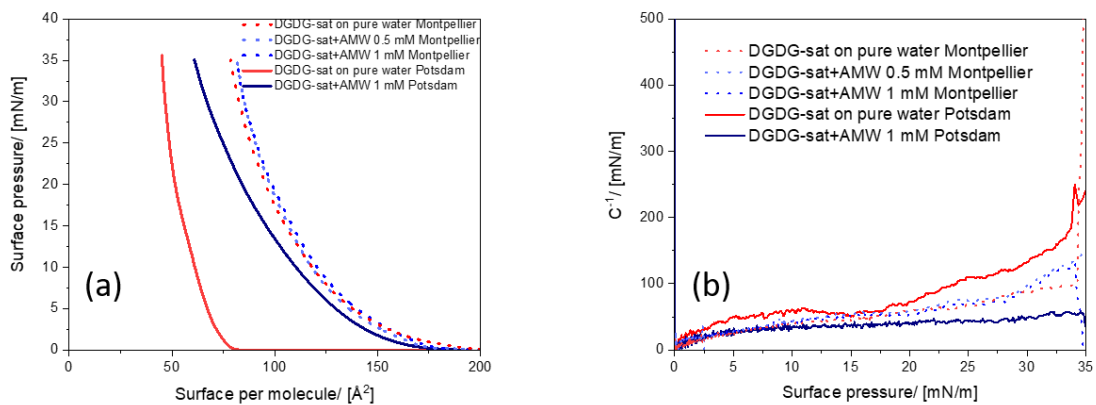 DGDG-sat on pure water Montpellier
DGDG-sat+AMW 0.5 mM Montpellier
DGDG-sat+AMW 1 mM Montpellier
DGDG-sat on pure water Potsdam
DGDG-sat+AMW 1 mM Potsdam
40
35
30
25
20
15
10
5
0
Surface pressure/ [mN/m]
(a)
0 50 100 150 200
Surface per molecule/ [Å²]
DGDG-sat on pure water Montpellier
DGDG-sat+AMW 0.5 mM Montpellier
DGDG-sat+AMW 1 mM Montpellier
DGDG-sat on pure water Potsdam
DGDG-sat+AMW 1 mM Potsdam
500
400
300
200
100
0
C⁻¹/ [mN/m]
(b)
0 5 10 15 20 25 30 35
Surface pressure/ [mN/m]